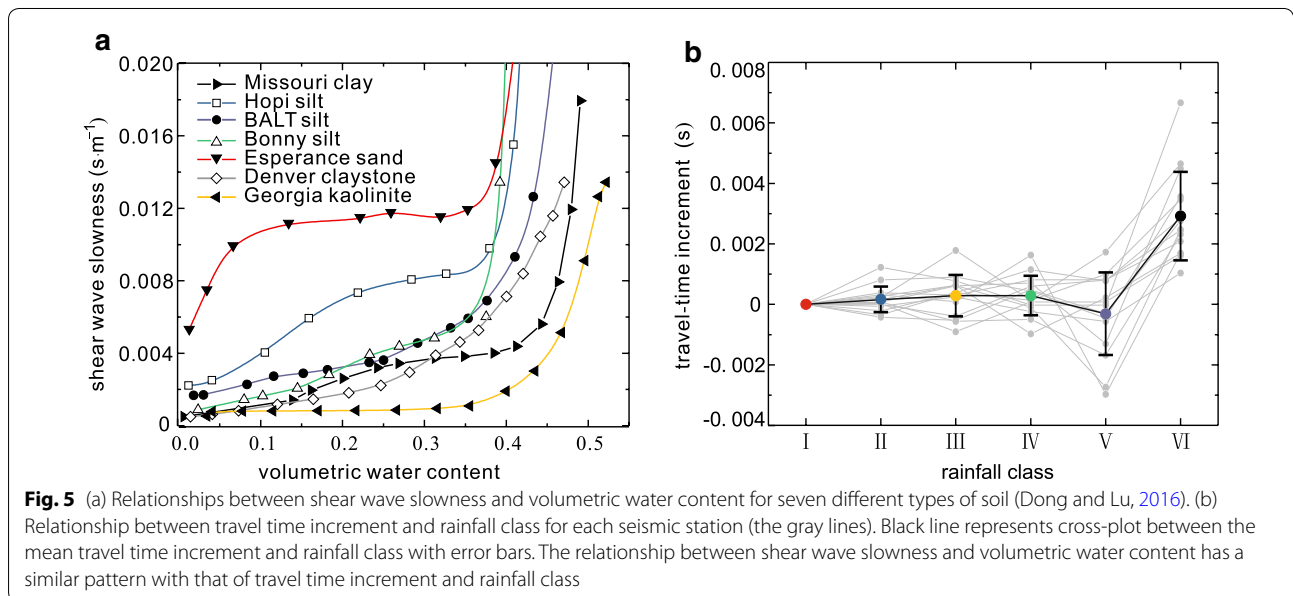 a
shear wave slowness (s·m⁻¹)
0.020
0.016
0.012
0.008
0.004
0
Missouri clay
Hopi silt
BALT silt
Bonny silt
Esperance sand
Denver claystone
Georgia kaolinite
0.0 0.1 0.2 0.3 0.4 0.5
volumetric water content
b
travel-time increment (s)
0.008
0.006
0.004
0.002
0
-0.002
-0.004
I II III IV V VI
rainfall class
Fig. 5 (a) Relationships between shear wave slowness and volumetric water content for seven different types of soil (Dong and Lu, 2016). (b)
Relationship between travel time increment and rainfall class for each seismic station (the gray lines). Black line represents cross-plot between the
mean travel time increment and rainfall class with error bars. The relationship between shear wave slowness and volumetric water content has a
similar pattern with that of travel time increment and rainfall class